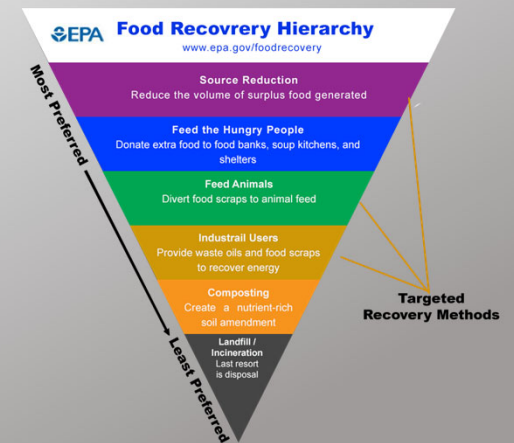 EPA Food Recovrery Hierarchy
www.epa.gov/foodrecovery
Source Reduction
Reduce the volume of surplus food generated
Feed the Hungry People
Donate extra food to food banks, soup kitchens, and
shelters
Feed Animals
Divert food scraps to animal feed
Industrail Users
Provide waste oils and food scraps
to recover energy
Composting
Create a nutrient-rich
soil amendment
Landfill /
Incineration
Last resort
is disposal
Most Preferred
Least Preferred
Targeted
Recovery Methods